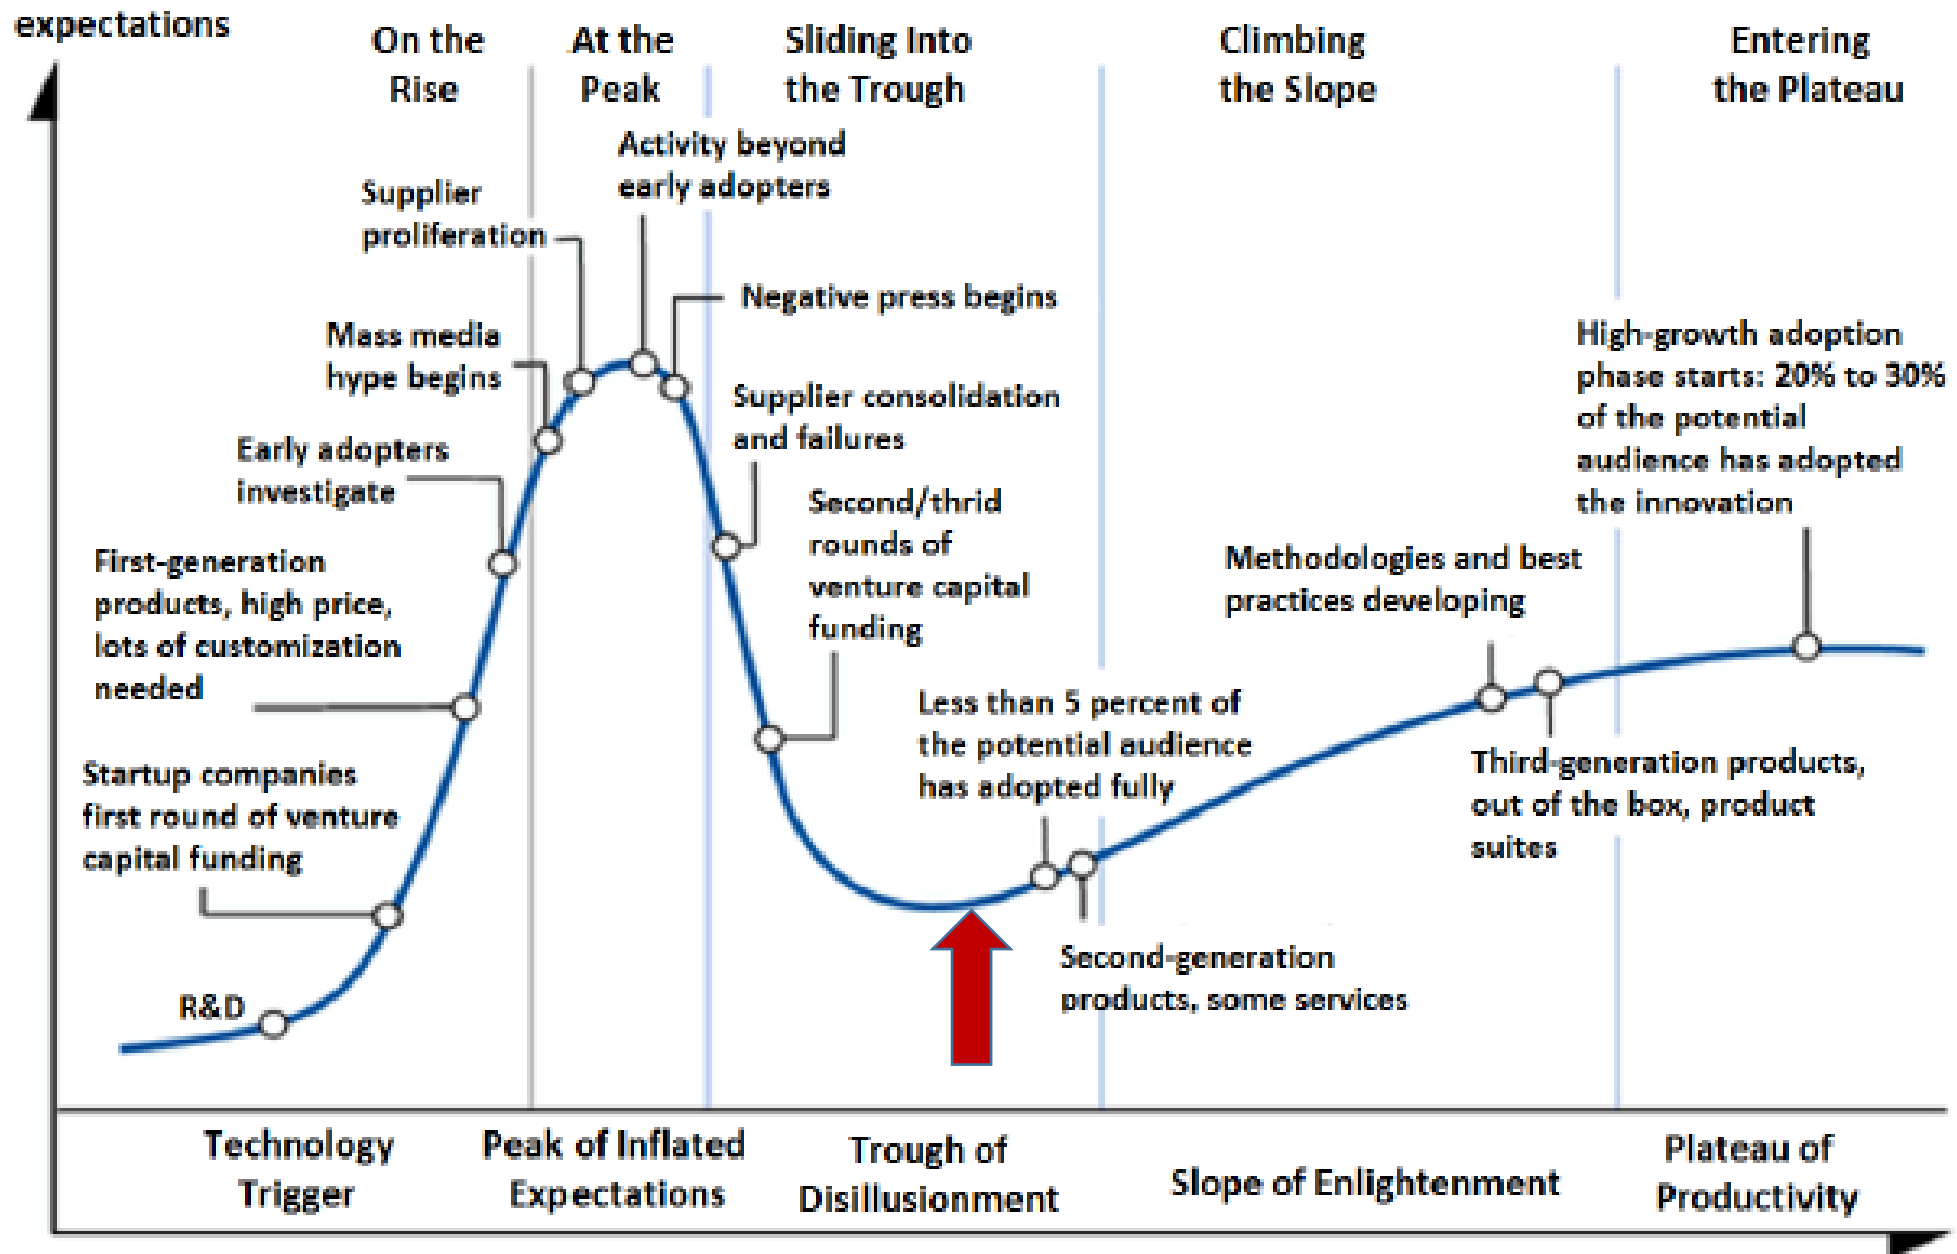 expectations
On the
Rise
At the
Peak
Sliding Into
the Trough
Climbing
the Slope
Entering
the Plateau
Activity beyond
early adopters
Supplier
proliferation
Negative press begins
Mass media
hype begins
High-growth adoption
phase starts: 20% to 30%
of the potential
audience has adopted
the innovation
Supplier consolidation
and failures
Early adopters
investigate
Second/thrid
rounds of
venture capital
funding
First-generation
products, high price,
lots of customization
needed
Methodologies and best
practices developing
Less than 5 percent of
the potential audience
has adopted fully
Third-generation products,
out of the box, product
suites
Startup companies
first round of venture
capital funding
Second-generation
products, some services
R&D
Technology
Trigger
Peak of Inflated
Expectations
Trough of
Disillusionment
Slope of Enlightenment
Plateau of
Productivity